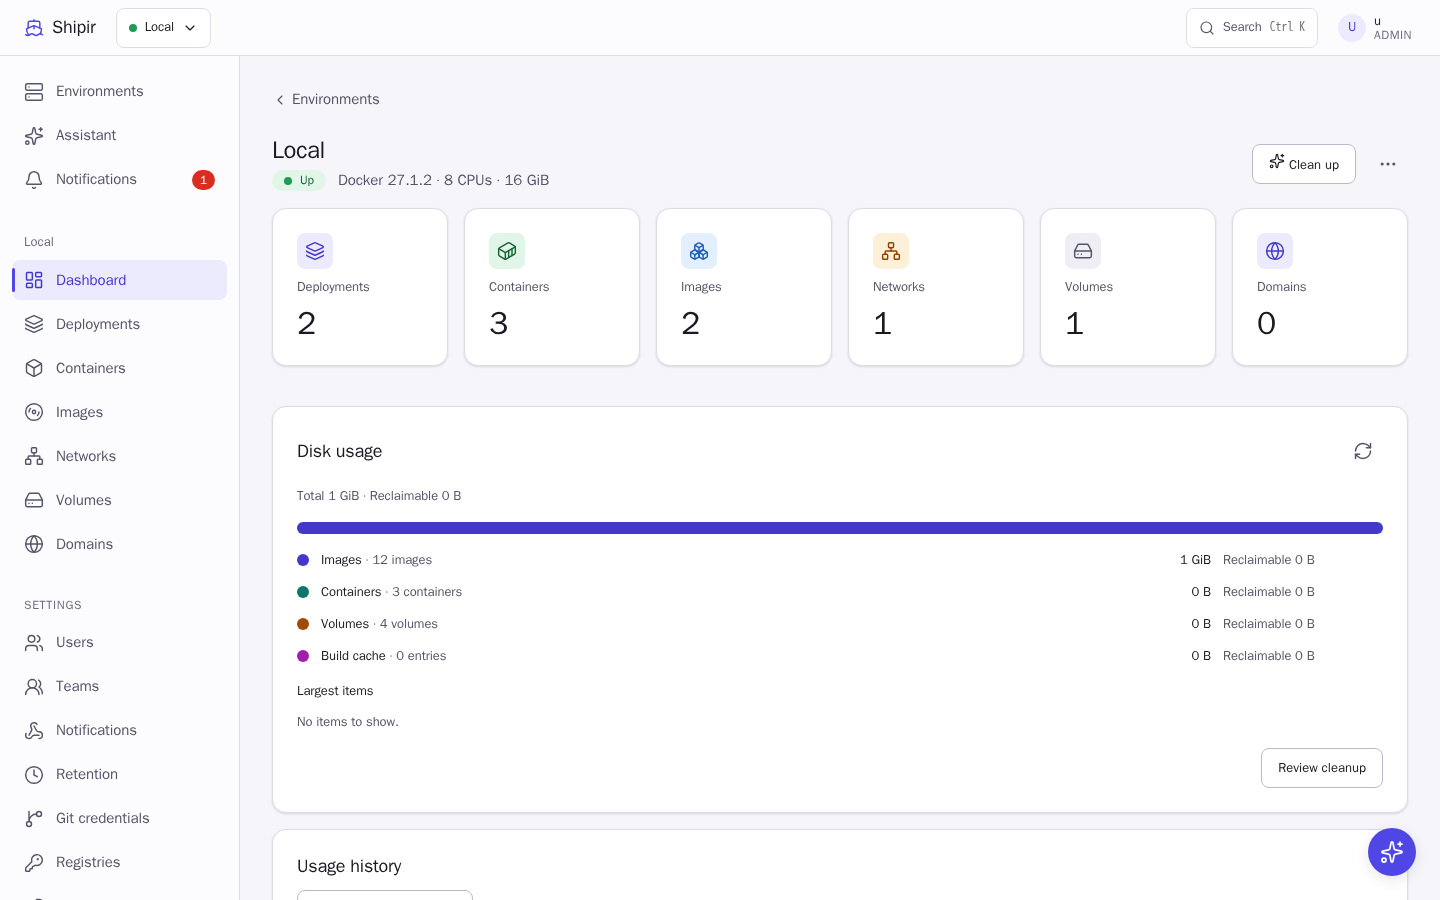 Shipir
Local
Search Ctrl K
U
u
ADMIN
Environments
Assistant
Notifications
1
Local
Dashboard
Deployments
Containers
Images
Networks
Volumes
Domains
SETTINGS
Users
Teams
Notifications
Retention
Git credentials
Registries
Environments
Local
Up
Docker 27.1.2 · 8 CPUs · 16 GiB
Clean up
Deployments
2
Containers
3
Images
2
Networks
1
Volumes
1
Domains
0
Disk usage
Total 1 GiB · Reclaimable 0 B
Images · 12 images 1 GiB Reclaimable 0 B
Containers · 3 containers 0 B Reclaimable 0 B
Volumes · 4 volumes 0 B Reclaimable 0 B
Build cache · 0 entries 0 B Reclaimable 0 B
Largest items
No items to show.
Review cleanup
Usage history